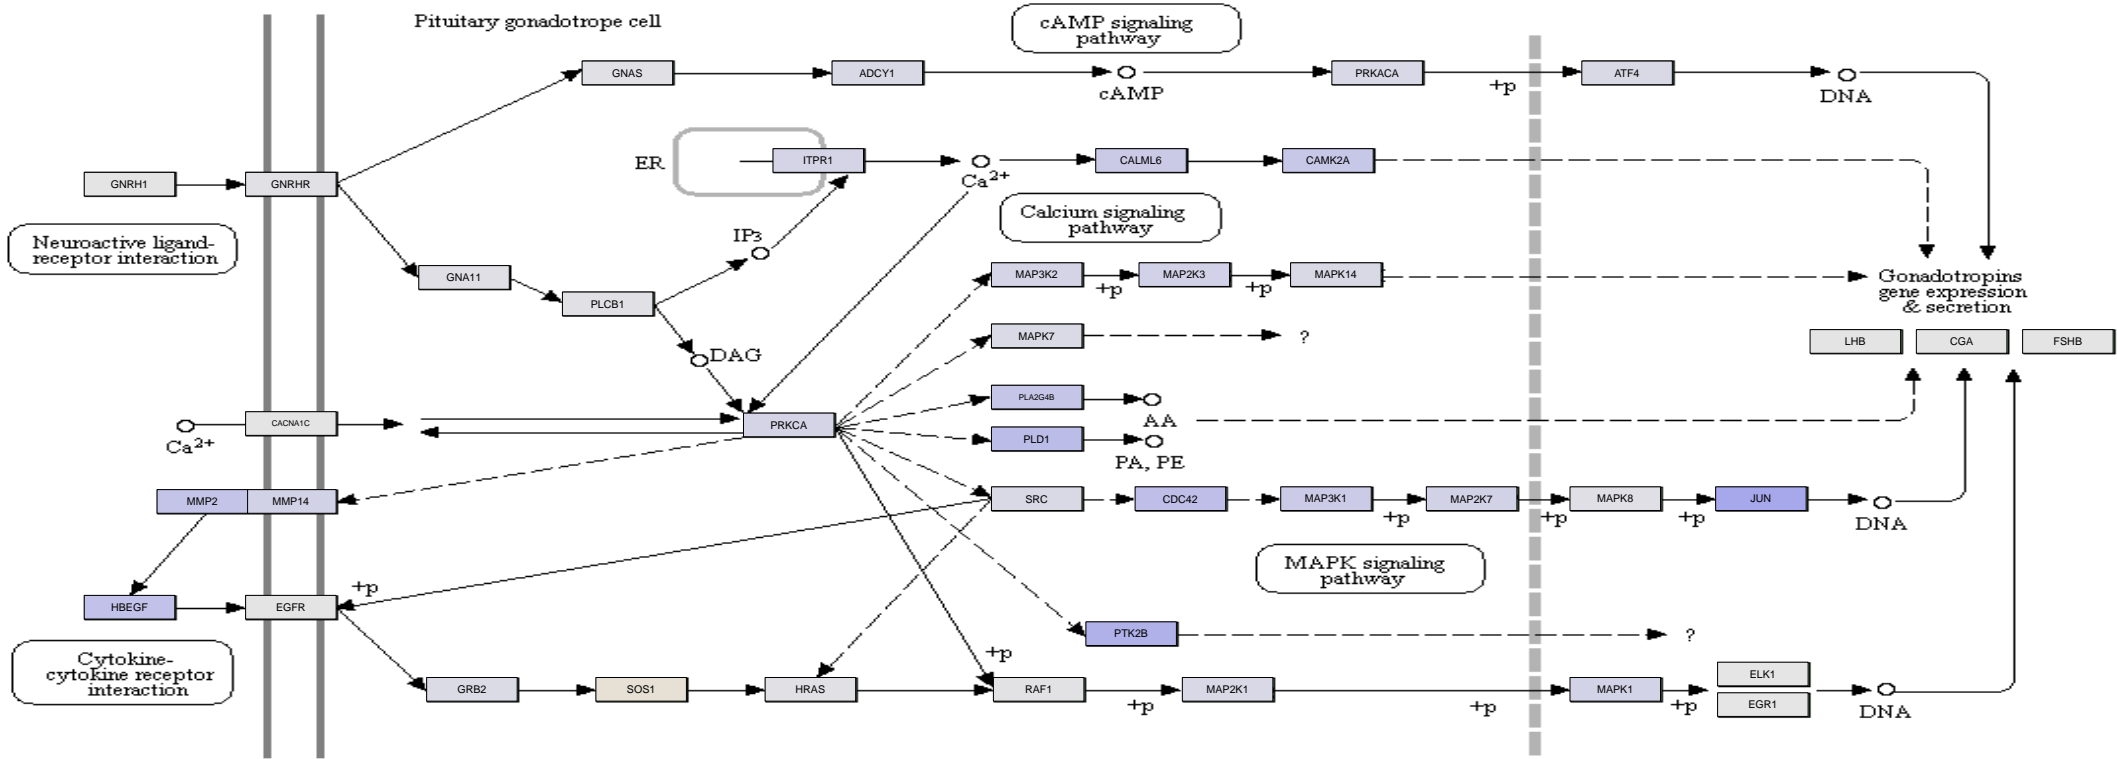 Pituitary gonadotrope cell
cAMP signaling
pathway
GNAS
ADCY1
cAMP
PRKACA
+p
ATF4
DNA
ER
ITPR1
Ca2+
CALML6
CAMK2A
GNRH1
GNRHR
Neuroactive ligand-
receptor interaction
Calcium signaling
pathway
IP3
GNA11
PLCB1
MAP3K2
+p
MAP2K3
+p
MAPK14
Gonadotropins
gene expression
& secretion
DAG
MAPK7
?
LHB
CGA
FSHB
PLA2G4B
AA
Ca2+
CACNA1C
PRKCA
PLD1
PA, PE
MMP2
MMP14
SRC
CDC42
MAP3K1
+p
MAP2K7
+p
MAPK8
+p
JUN
DNA
MAPK signaling
pathway
HBEGF
EGFR
+p
PTK2B
?
Cytokine-
cytokine receptor
interaction
+p
GRB2
SOS1
HRAS
RAF1
+p
MAP2K1
+p
MAPK1
+p
ELK1
EGR1
DNA